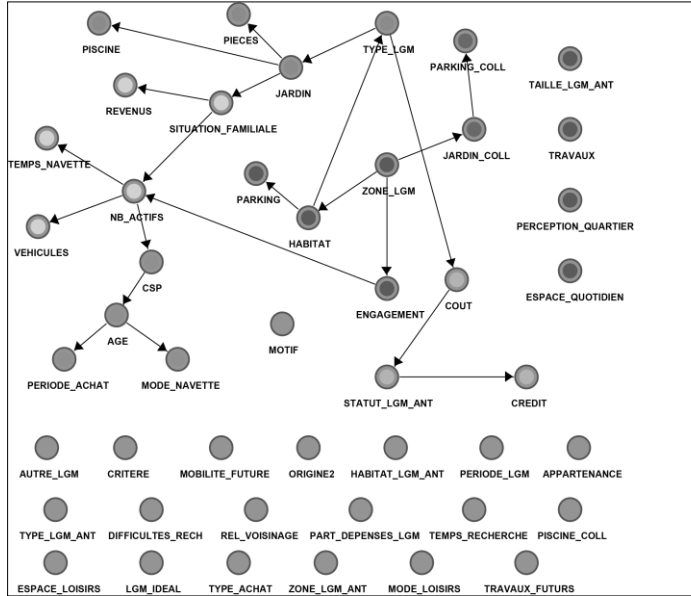 PISCINE
PIECES
TYPE_LGM
PARKING_COLL
TAILLE_LGM_ANT
JARDIN
REVENUS
SITUATION_FAMILIALE
TEMPS_NAVETTE
JARDIN_COLL
TRAVAUX
PARKING
ZONE_LGM
NB_ACTIFS
HABITAT
PERCEPTION_QUARTIER
VEHICULES
CSP
ENGAGEMENT
COUT
ESPACE_QUOTIDIEN
AGE
MOTIF
PERIODE_ACHAT
MODE_NAVETTE
STATUT_LGM_ANT
CREDIT
AUTRE_LGM
CRITERE
MOBILITE_FUTURE
ORIGINE2
HABITAT_LGM_ANT
PERIODE_LGM
APPARTENANCE
TYPE_LGM_ANT
DIFFICULTES_RECH
REL_VOISINAGE
PART_DEPENSES_LGM
TEMPS_RECHERCHE
PISCINE_COLL
ESPACE_LOISIRS
LGM_IDEAL
TYPE_ACHAT
ZONE_LGM_ANT
MODE_LOISIRS
TRAVAUX_FUTURS